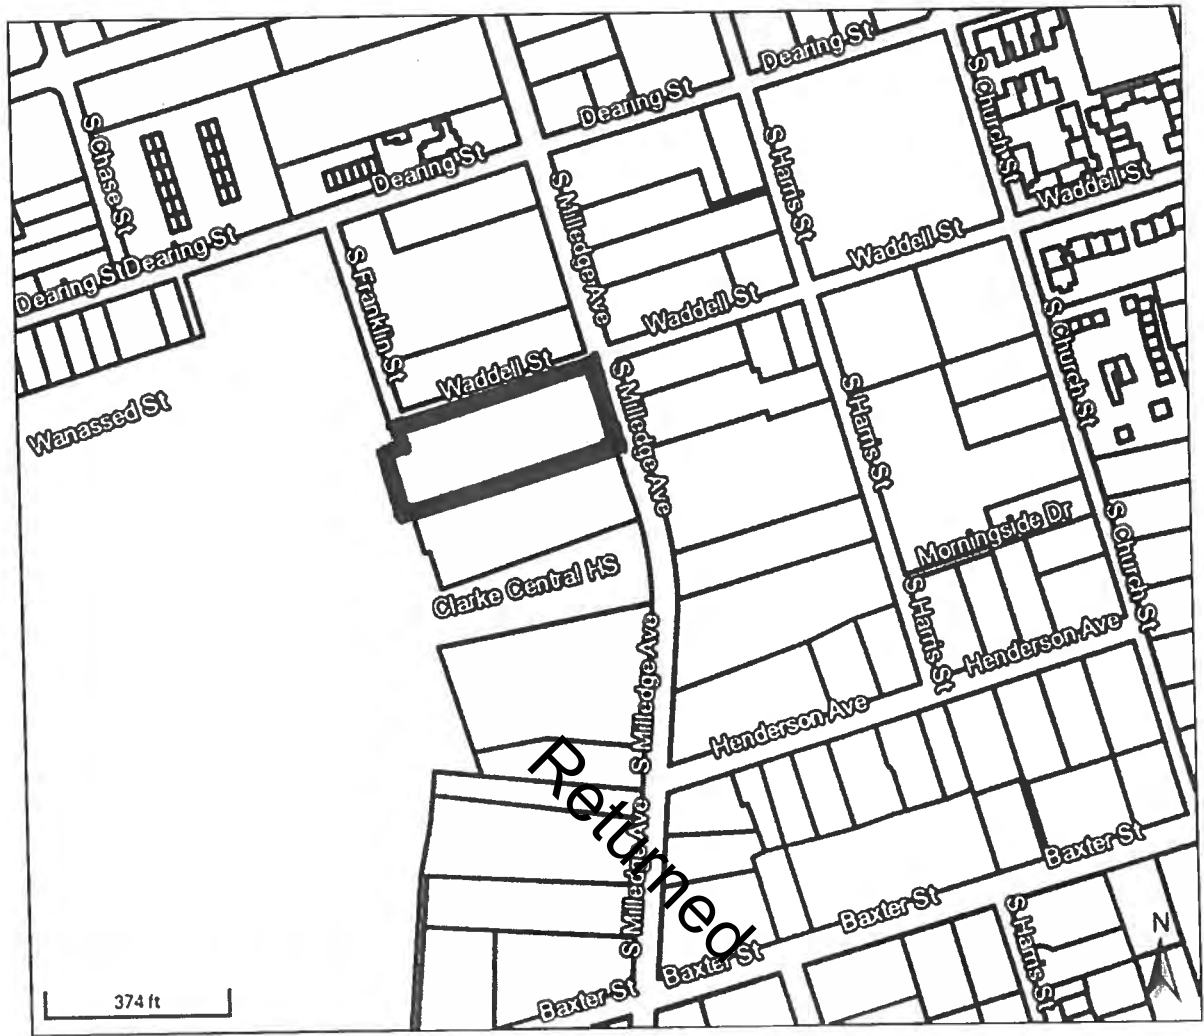 Dearing St
S Church St
Dearing St
S Chase St
S Harris St
Dearing St
Waddell St
S Milledge Ave
Dearing St
Dearing St
Waddell St
S Franklin St
Waddell St
S Church St
Waddell St
S Milledge Ave
S Harris St
Wanassed St
Morningside Dr
S Church St
Clarke Central HS
S Harris St
Henderson Ave
S Milledge Ave
Henderson Ave
Returned
S Milledge Ave
Baxter St
Baxter St
S Harris St
N
Baxter St
Baxter St
374 ft